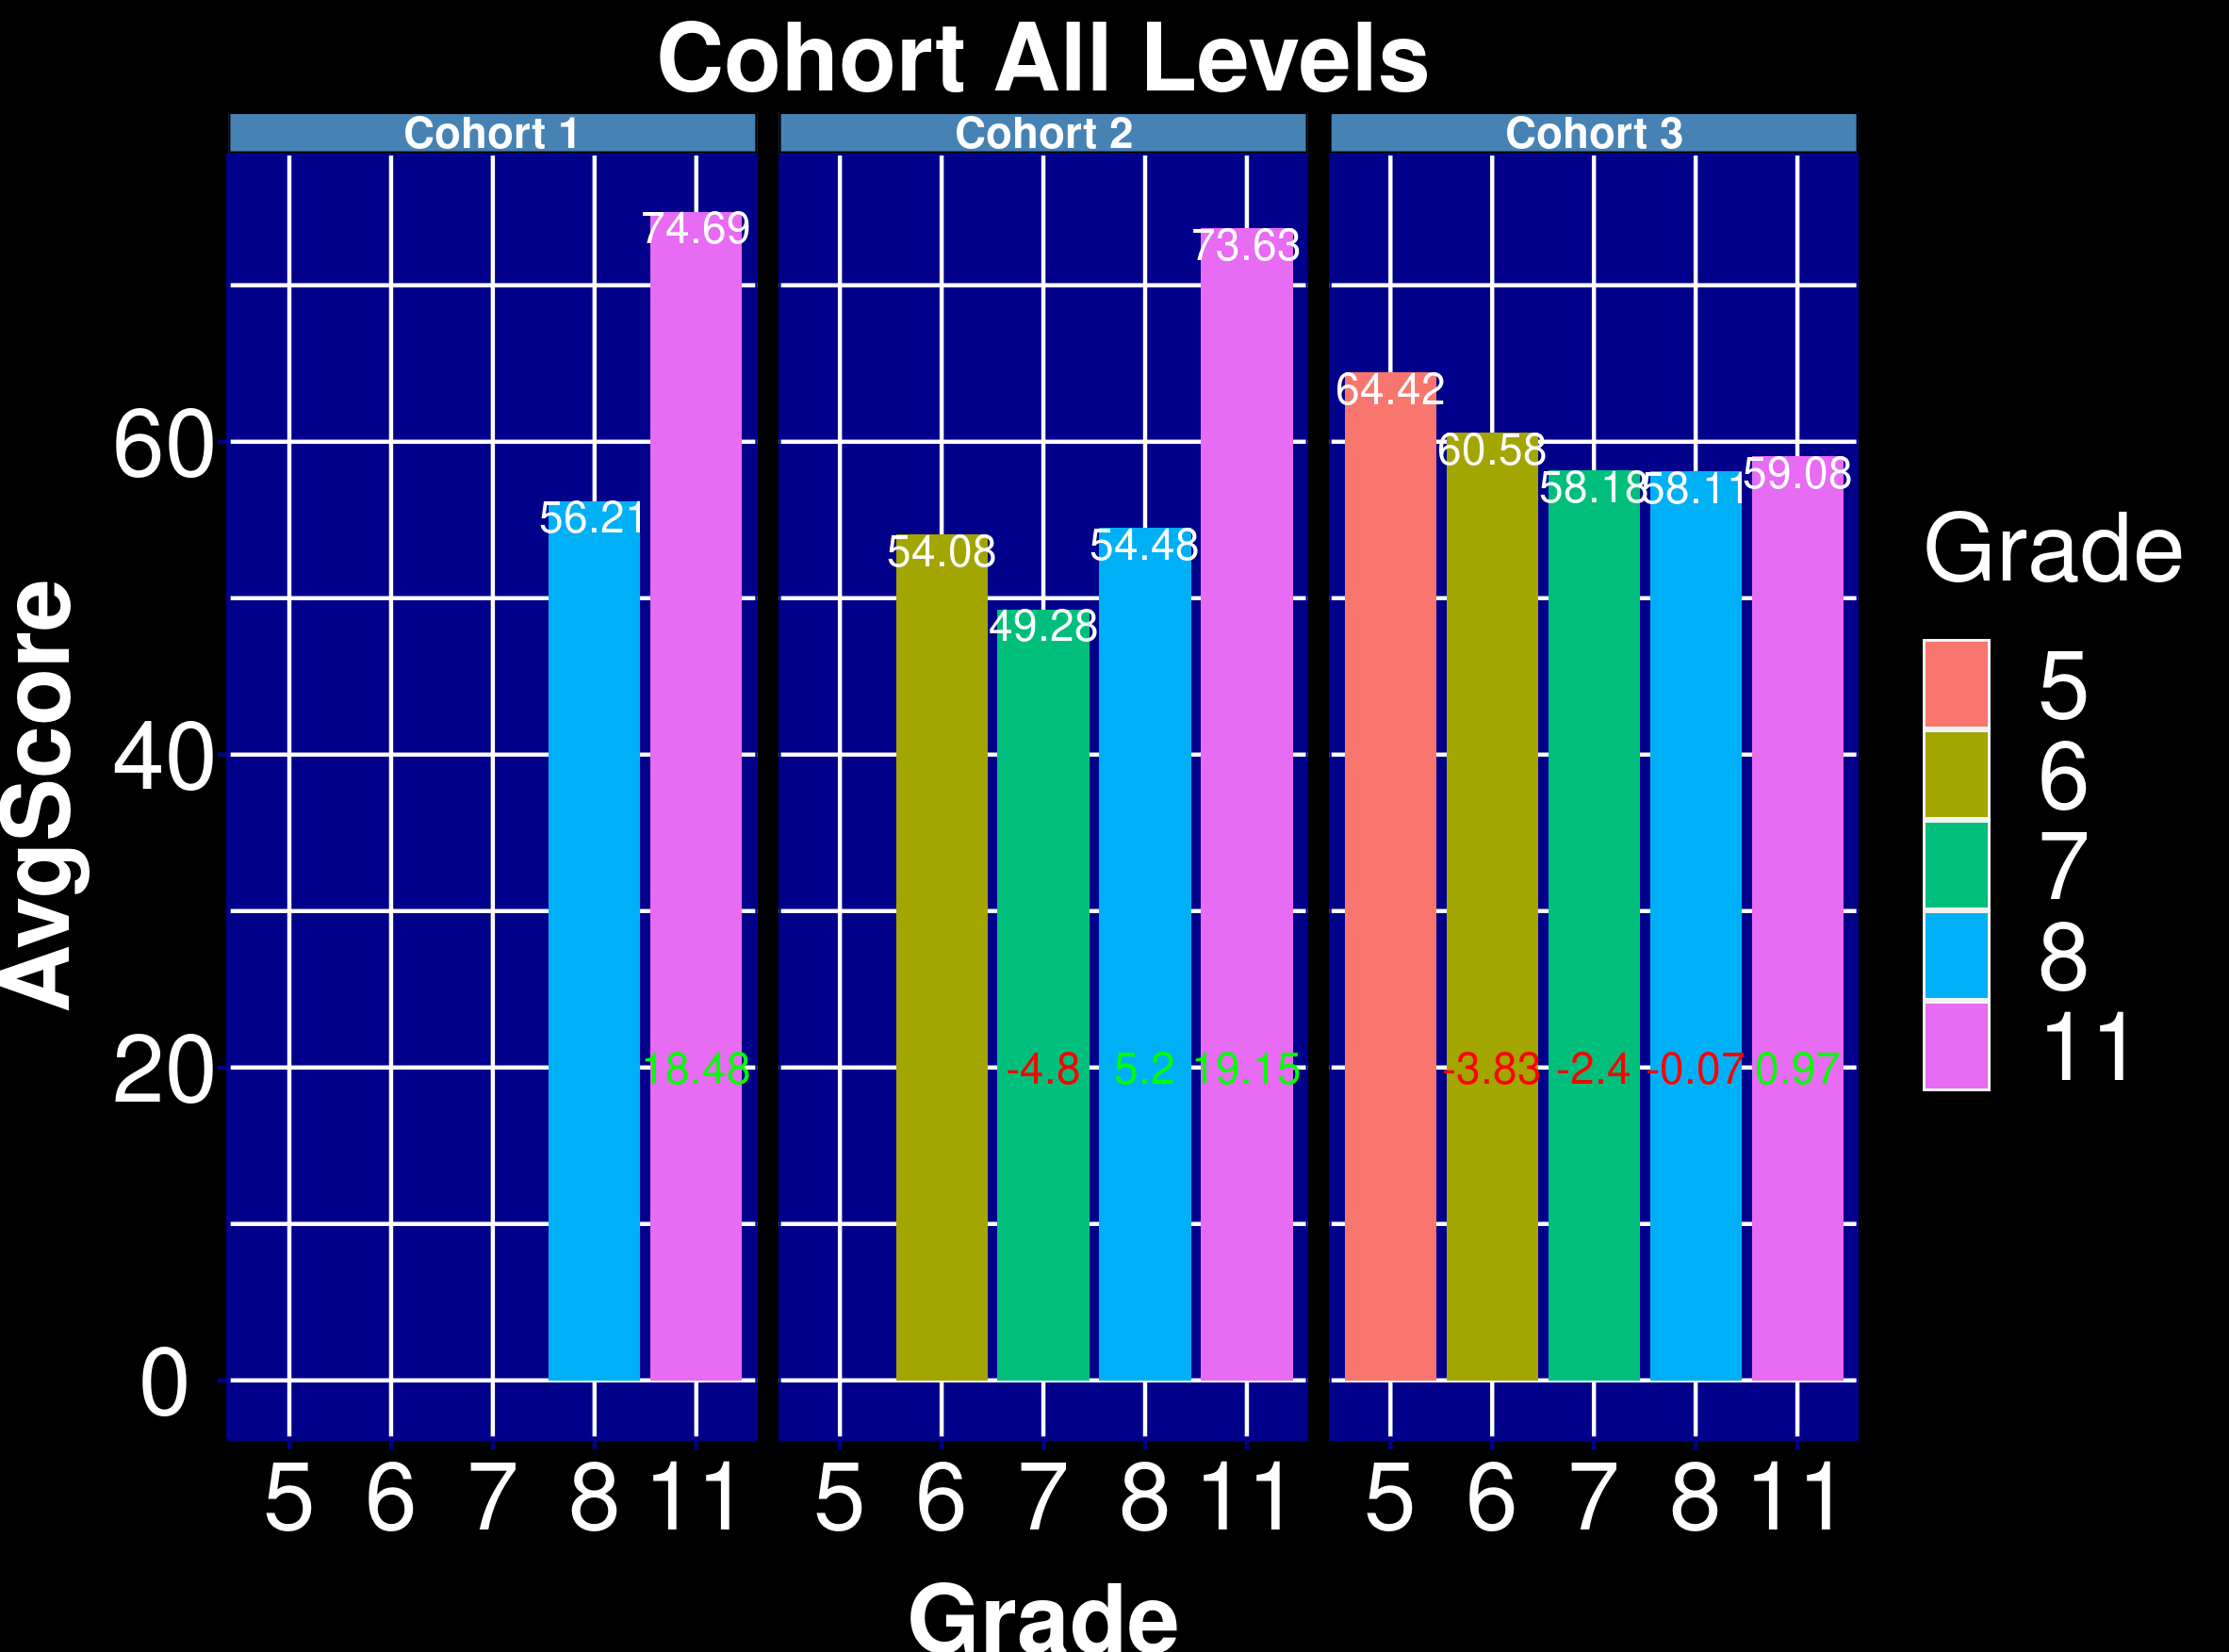 Cohort All Levels
Cohort 1 Cohort 2 Cohort 3
74.69
73.63
64.42
60.58
59.08
58.18
58.11
56.21
54.48
54.08
49.28
18.48 -4.8 5.2 19.15 -3.83 -2.4 -0.07 0.97
60
40
20
0
AvgScore
5 6 7 8 11 5 6 7 8 11 5 6 7 8 11
Grade
Grade
5
6
7
8
11